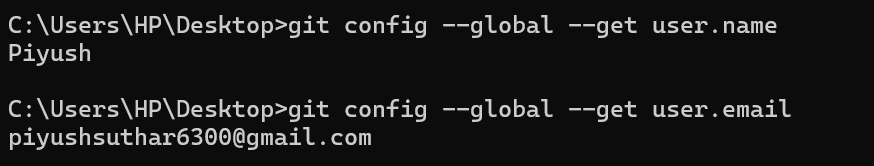 C:\Users\HP\Desktop>git config --global --get user.name
Piyush
C:\Users\HP\Desktop>git config --global --get user.email
piyushsuthar6300@gmail.com